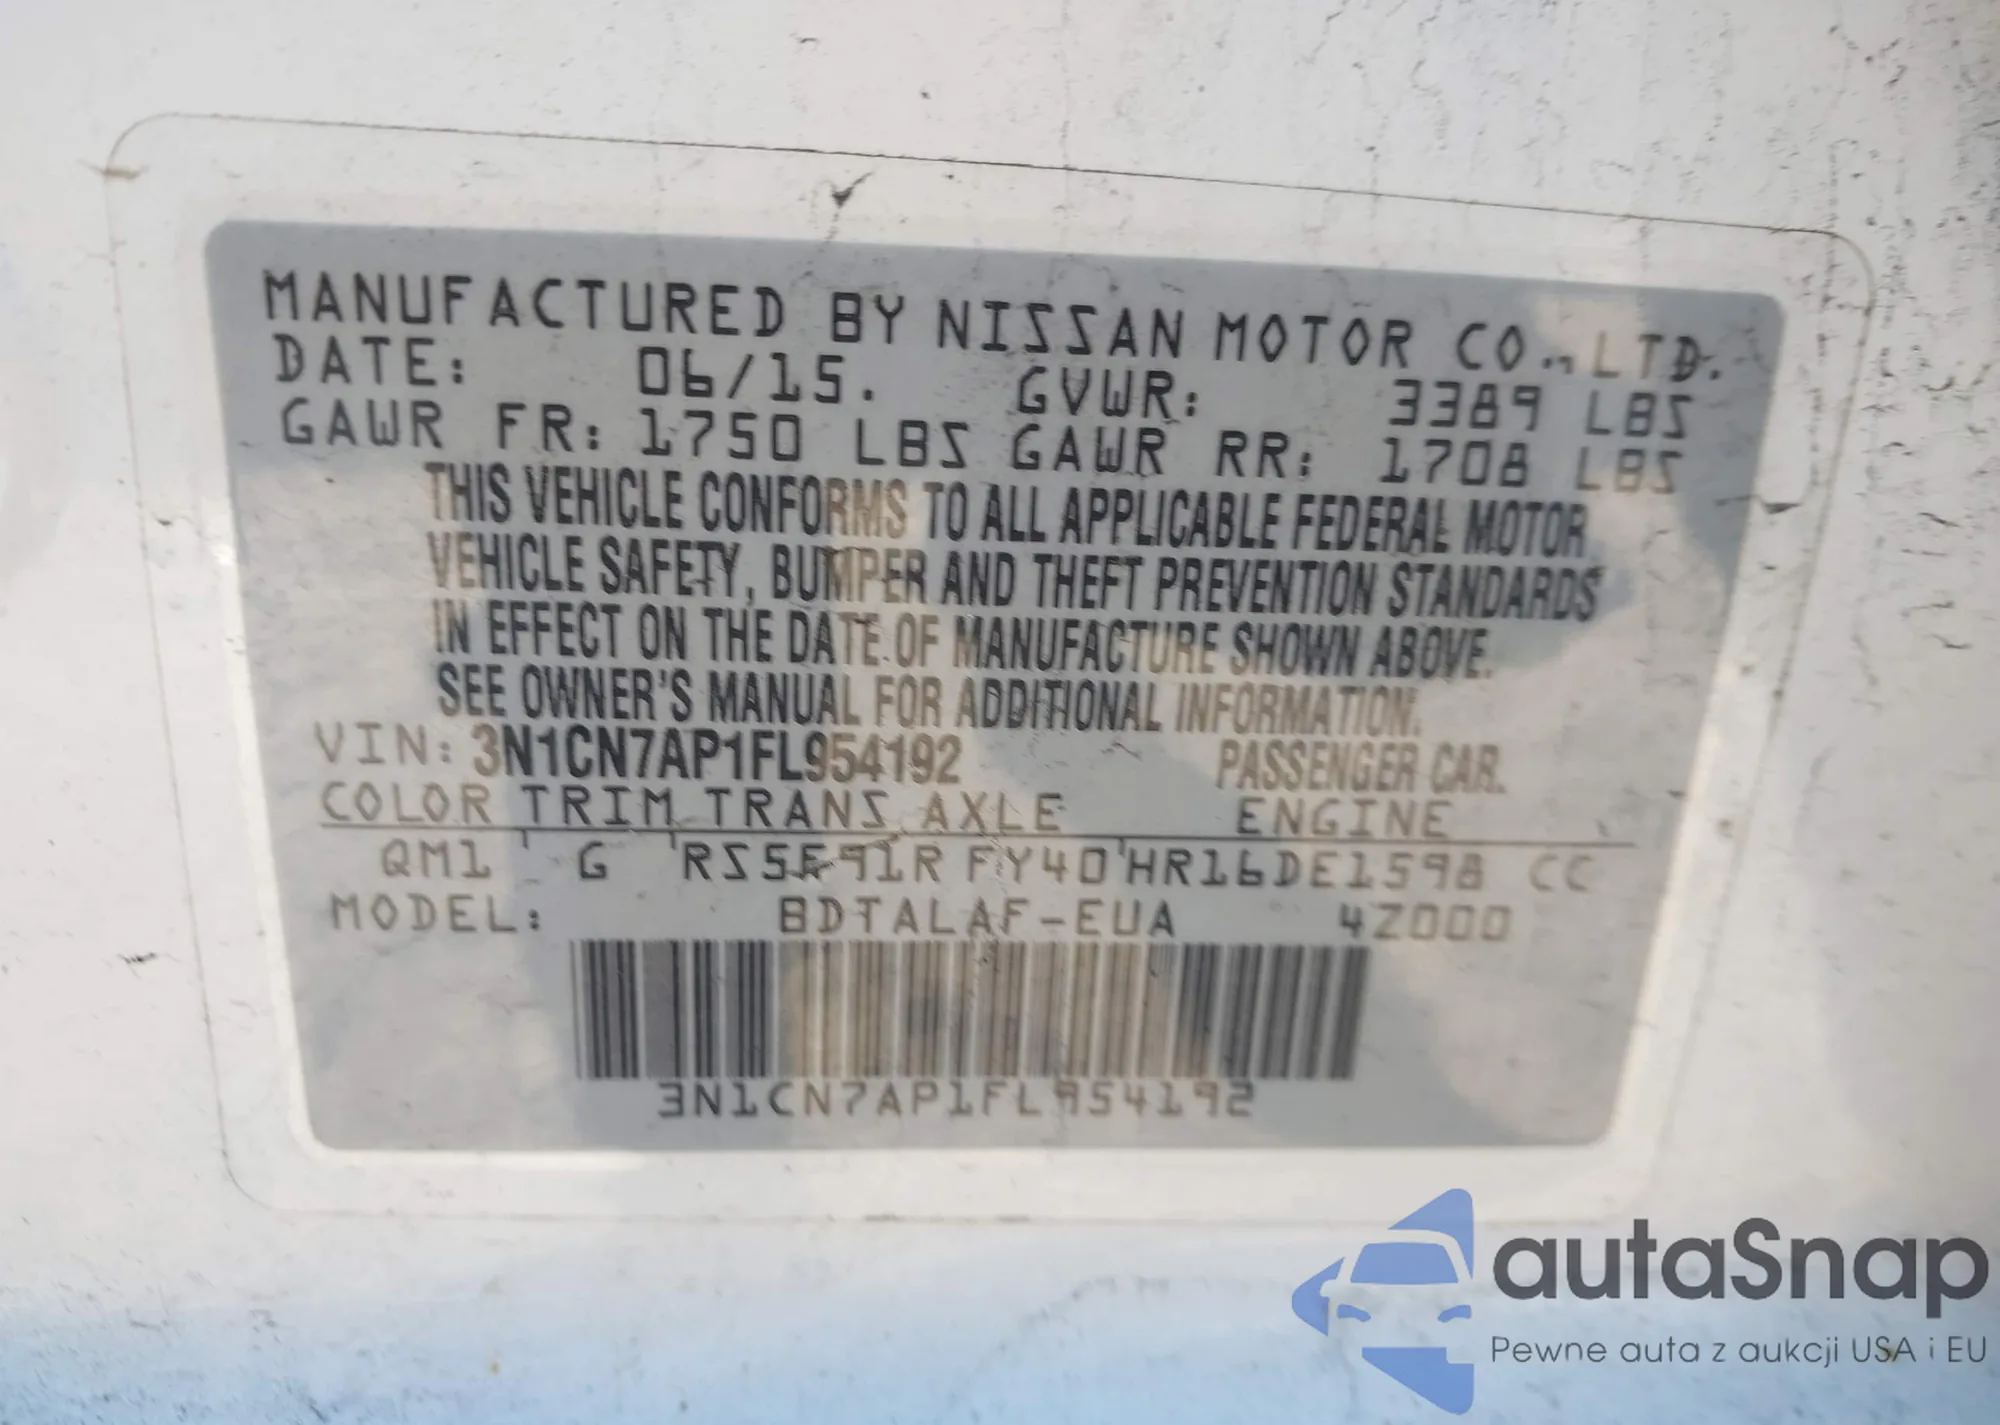 MANUFACTURED BY NISSAN MOTOR CO., LTD.
DATE: 06/15. GVWR: 3389 LBS
GAWR FR: 1750 LBS GAWR RR: 1708 LBS
THIS VEHICLE CONFORMS TO ALL APPLICABLE FEDERAL MOTOR
VEHICLE SAFETY, BUMPER AND THEFT PREVENTION STANDARDS
IN EFFECT ON THE DATE OF MANUFACTURE SHOWN ABOVE.
SEE OWNER'S MANUAL FOR ADDITIONAL INFORMATION.
VIN: 3N1CN7AP1FL954192 PASSENGER CAR.
COLOR TRIM TRANS AXLE ENGINE
QM1 G RS5F91R FY40 HR16DE1598 CC
MODEL: BDTALAF-EUA 4Z000
3N1CN7AP1FL954192
autaSnap
Pewne auta z aukcji USA i EU